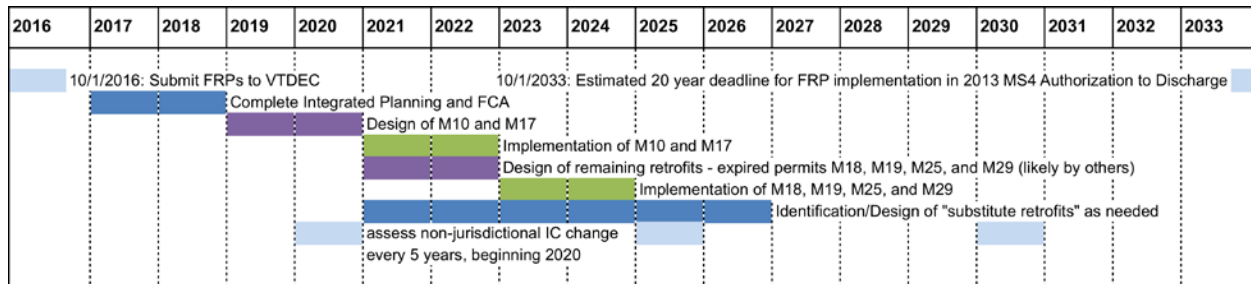 2016 2017 2018 2019 2020 2021 2022 2023 2024 2025 2026 2027 2028 2029 2030 2031 2032 2033
10/1/2016: Submit FRPs to VTDEC
10/1/2033: Estimated 20 year deadline for FRP implementation in 2013 MS4 Authorization to Discharge
Complete Integrated Planning and FCA
Design of M10 and M17
Implementation of M10 and M17
Design of remaining retrofits - expired permits M18, M19, M25, and M29 (likely by others)
Implementation of M18, M19, M25, and M29
Identification/Design of "substitute retrofits" as needed
assess non-jurisdictional IC change
every 5 years, beginning 2020